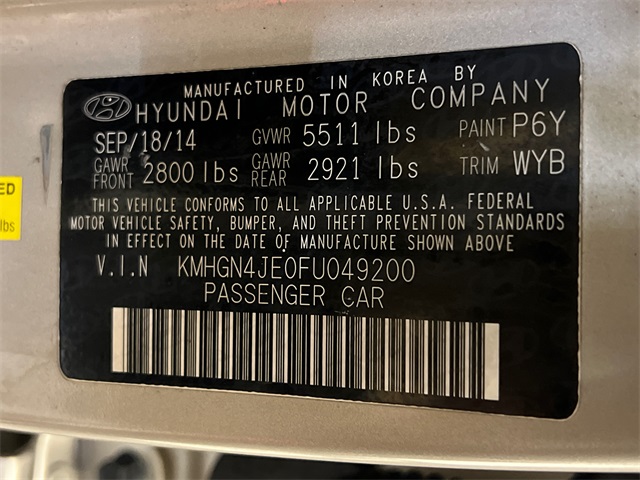 MANUFACTURED IN KOREA BY
HYUNDAI MOTOR COMPANY
SEP/18/14 GVWR 5511 lbs PAINT P6Y
GAWR FRONT 2800 lbs GAWR REAR 2921 lbs TRIM WYB
THIS VEHICLE CONFORMS TO ALL APPLICABLE U.S.A. FEDERAL
MOTOR VEHICLE SAFETY, BUMPER, AND THEFT PREVENTION STANDARDS
IN EFFECT ON THE DATE OF MANUFACTURE SHOWN ABOVE
V.I.N KMHGN4JE0FU049200
PASSENGER CAR
lbs